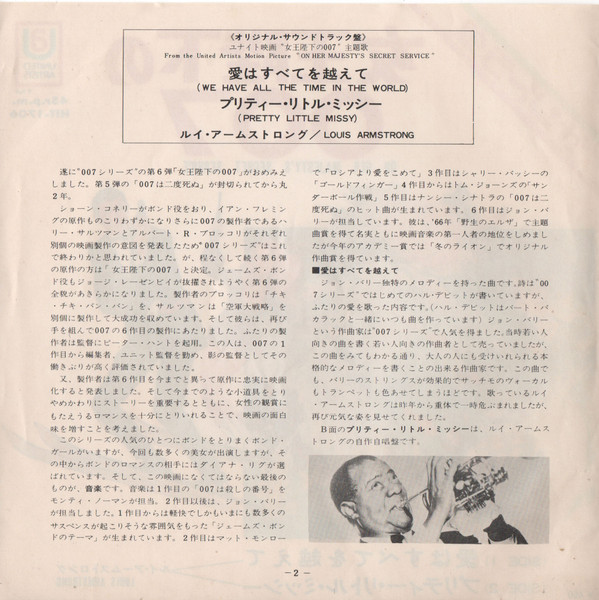 《オリジナル・サウンドトラック盤》
ユナイト映画 "女王陛下の007" 主題歌
From the United Artists Motion Picture "ON HER MAJESTY'S SECRET SERVICE"
愛はすべてを越えて
(WE HAVE ALL THE TIME IN THE WORLD)
プリティー・リトル・ミッシー
(PRETTY LITTLE MISSY)
ルイ・アームストロング／LOUIS ARMSTRONG
遂に"007シリーズ"の第6弾「女王陛下の007」がおめみえ
しました。第5弾の「007は二度死ぬ」が封切られてから丸
2年。
ショーン・コネリーがボンド役をおり、イアン・フレミン
グの原作ものこりわずかになりさらに007の製作者であるハ
リー・サルツマンとアルバート・R・ブロッコリがそれぞれ
別個の映画製作の意図を発表したため"007シリーズ"はこれ
で終わりかと思われていました。が、程なくして続く第6弾
の原作の方は「女王陛下の007」と決定。ジェームズ・ボン
ド役もジョージ・レーゼンビイが抜擢されようやく第6弾の
全貌があきらかになりました。製作者のブロッコリは「チキ
・チキ・バン・バン」を、サルツマンは「空軍大戦略」を
別個に製作して大成功を収めています。そして彼らは、再び
手を組んで007の6作目の製作にあたりました。ふたりの製
作者は監督にピーター・ハントを起用。この人は、007の1
作目から編集者、ユニット監督を勤め、影の監督としてその
働きぶりが高く評価されていました。
又、製作者は第6作目を今までと異って原作に忠実に映画
化すると発表しました。そして今までのような小道具をとり
やめかわりにストーリーを重要するとともに、女性の観賞に
もたえうるロマンスを十分にとりいれることで、映画の面白
味を増すことを考えました。
このシリーズの人気のひとつにボンドをとりまくボンド・
ガールがいますが、今回も数多くの美女が出演しますが、そ
の中からボンドのロマンスの相手にはダイアナ・リグが選ば
れています。そして、この映画になくてはならない最後の
ものが、音楽です。音楽は1作目の「007は殺しの番号」を
モンティ・ノーマンが担当。2作目以後は、ジョン・バリー
が担当しました。1作目からは軽快でしかもいまにも数多くの
サスペンスが起こりそうな雰囲気をもった「ジェームズ・ボン
ドのテーマ」が生まれています。2作目はマット・モンロー
で「ロシアより愛をこめて」3作目はシャリー・バッシーの
「ゴールドフィンガー」4作目からはトム・ジョーンズの「サン
ダーボール作戦」5作目はナンシー・シナトラの「007は二
度死ぬ」のヒット曲が生まれています。6作目はジョン・バ
リーが担当しています。彼は、'66年「野生のエルザ」で主題
曲賞を得て名実ともに映画音楽の第一人者の地位をしめまし
たが今年のアカデミー賞では「冬のライオン」でオリジナル
作曲賞を得ています。
■愛はすべてを越えて
ジョン・バリー独特のメロディーを持った曲です。詩は"00
7シリーズ"でははじめてのハル・デビットが書いていますが、
ふたりの愛を歌った内容です。（ハル・デビットはバート・バ
カラックと一緒にいつも曲を作っています）ジョン・バリー
という作曲家は"007シリーズ"で人気を得ました。当時若い人
向きの曲を書く若い人向きの作曲者として売っていましたが、
この曲をみてもわかる通り、大人の人にも受けいれられる本
格的なメロディーを書くことの出来る作曲家です。この曲で
も、バリーのストリングスが効果的でサッチモのヴォーカル
もトランペットも色あせてしまうほどです。歌っているルイ
・アームストロングは昨年から重体で一時危ぶまれましたが、
再び元気な姿を見せてくれました。
B面のプリティー・リトル・ミッシーは、ルイ・アームス
トロングの自作自唱盤です。
－2－